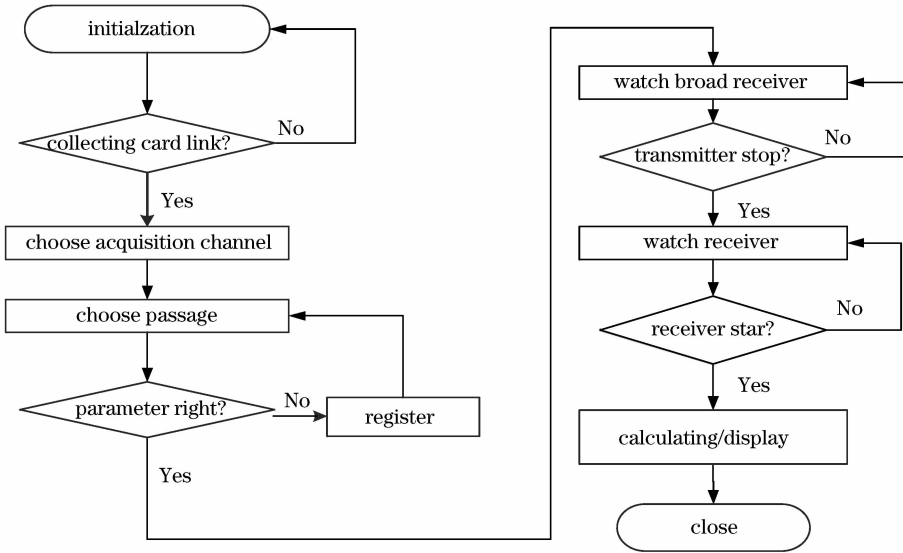 initialzation
collecting card link?
No
Yes
choose acquisition channel
choose passage
parameter right?
No
register
Yes
watch broad receiver
transmitter stop?
No
Yes
watch receiver
receiver star?
No
Yes
calculating/display
close